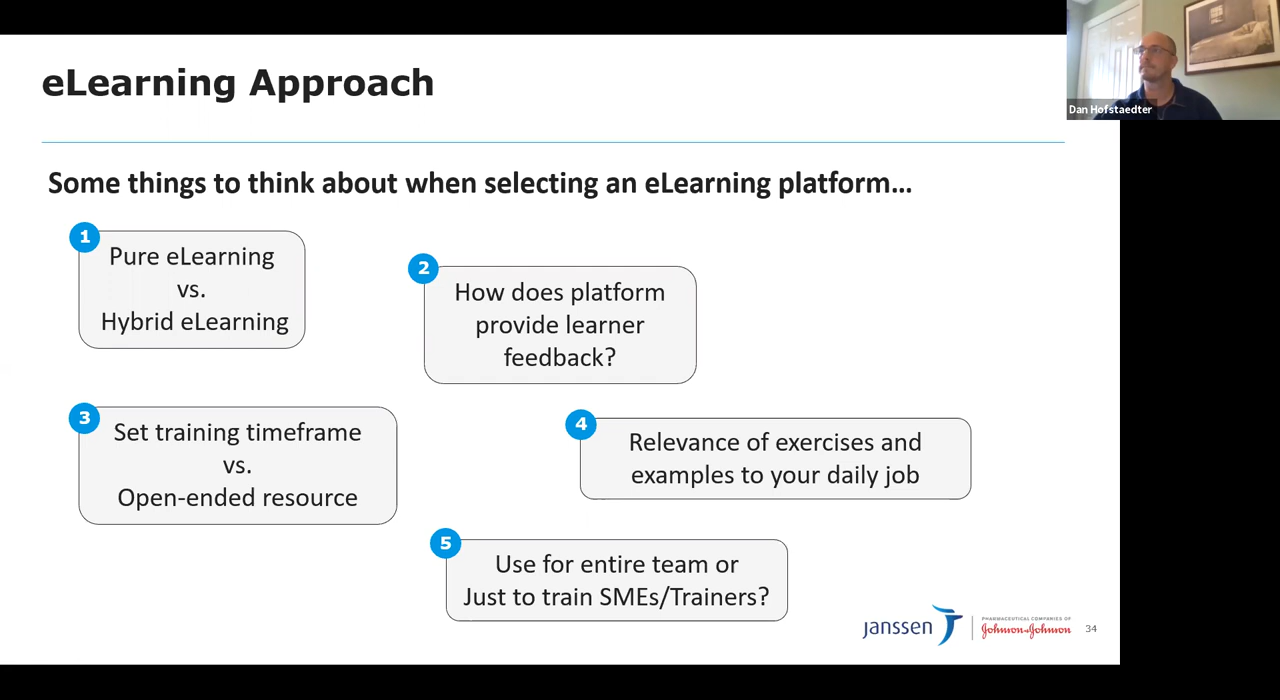 eLearning Approach
Dan Hofstaedter
Some things to think about when selecting an eLearning platform...
1
Pure eLearning
vs.
Hybrid eLearning
2
How does platform
provide learner
feedback?
3
Set training timeframe
vs.
Open-ended resource
4
Relevance of exercises and
examples to your daily job
5
Use for entire team or
Just to train SMEs/Trainers?
janssen
PHARMACEUTICAL COMPANIES OF
Johnson & Johnson
34